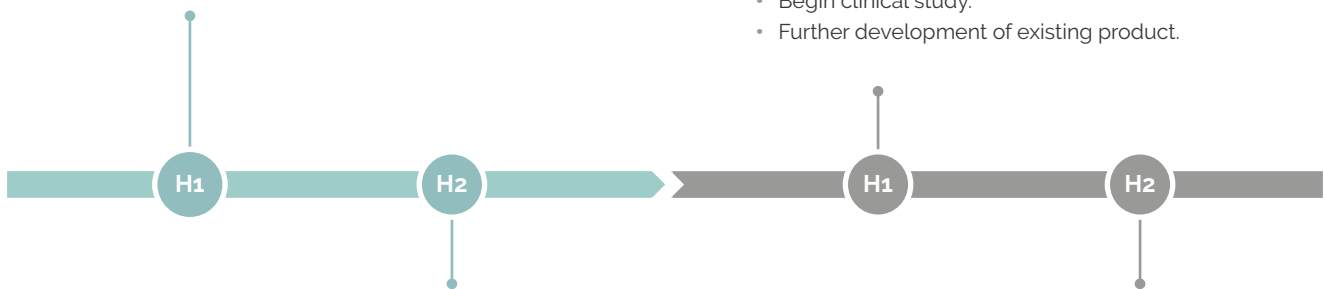 • Begin clinical study.
• Further development of existing product.
H1 H2 H1 H2